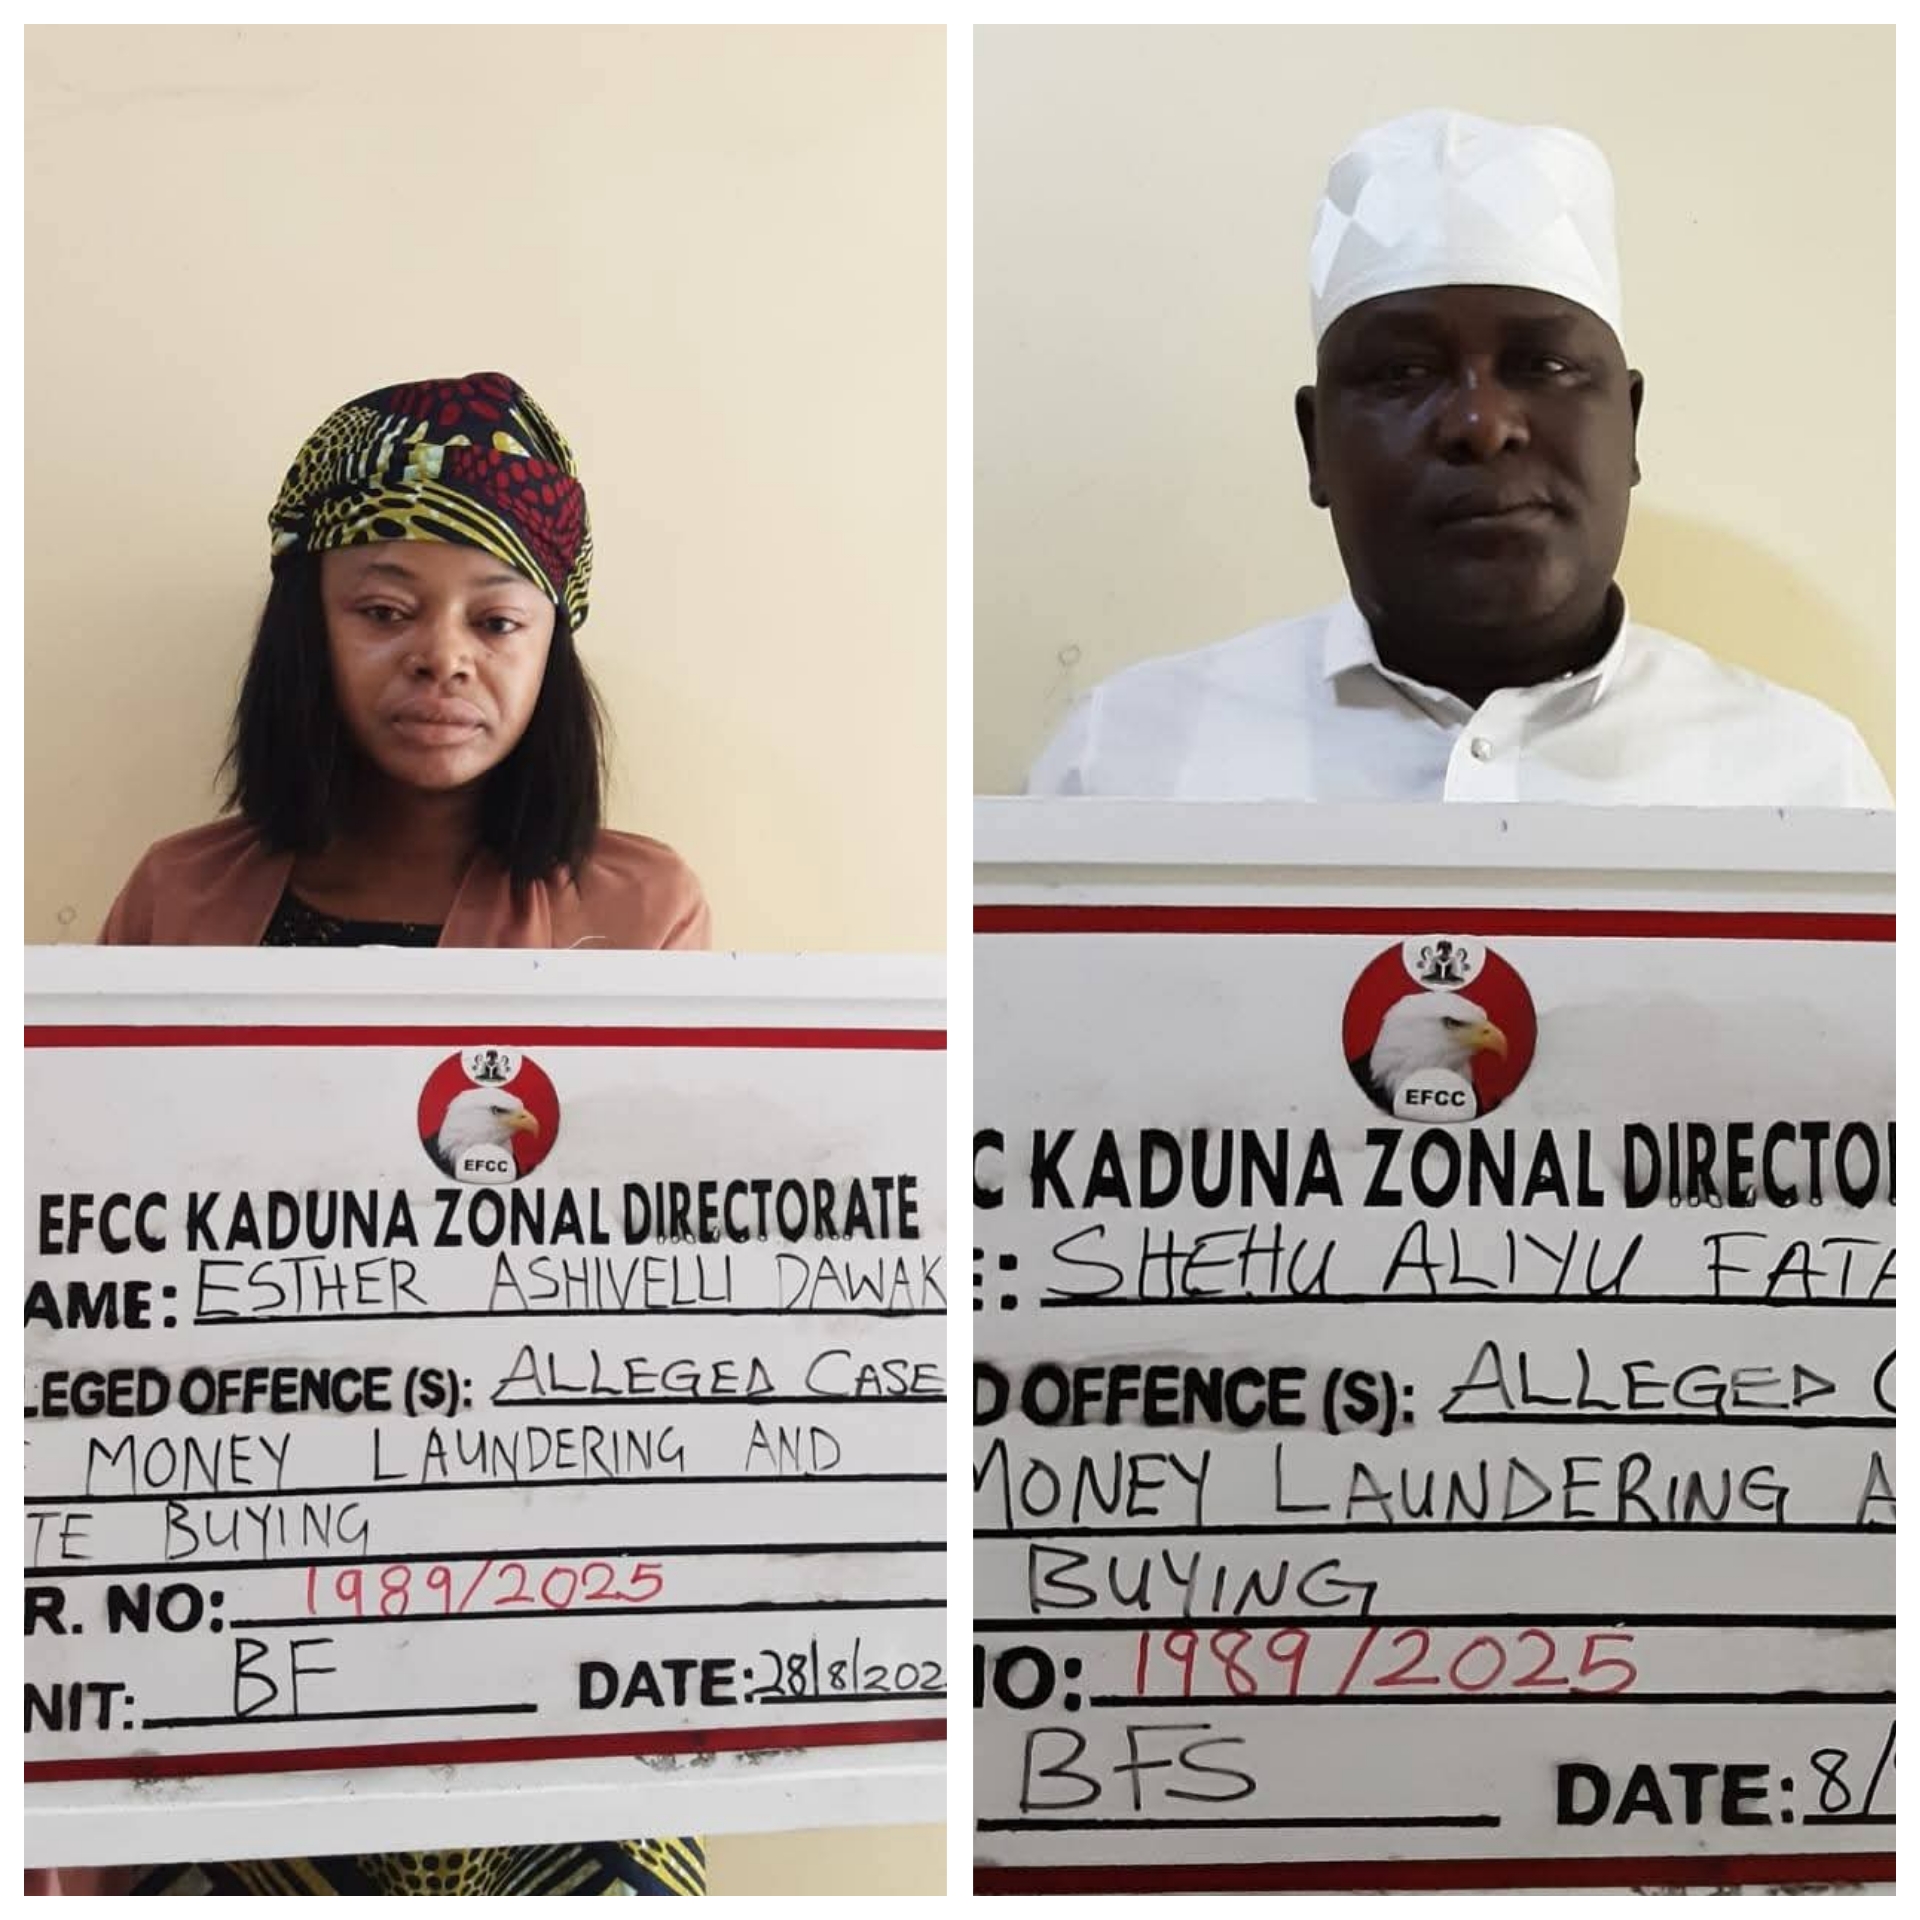 EFCC
EFCC KADUNA ZONAL DIRECTORATE
AME: ESTHER ASHIVELLI DAWAK
LEGED OFFENCE (S): ALLEGED CASE
MONEY LAUNDERING AND
TE BUYING
R. NO: 1989/2025
NIT: BF DATE: 28/8/202
EFCC
C KADUNA ZONAL DIRECTO
: SHEHU ALIYU FATA
D OFFENCE (S): ALLEGED C
MONEY LAUNDERING A
BUYING
O: 1989/2025
BFS DATE: 8/